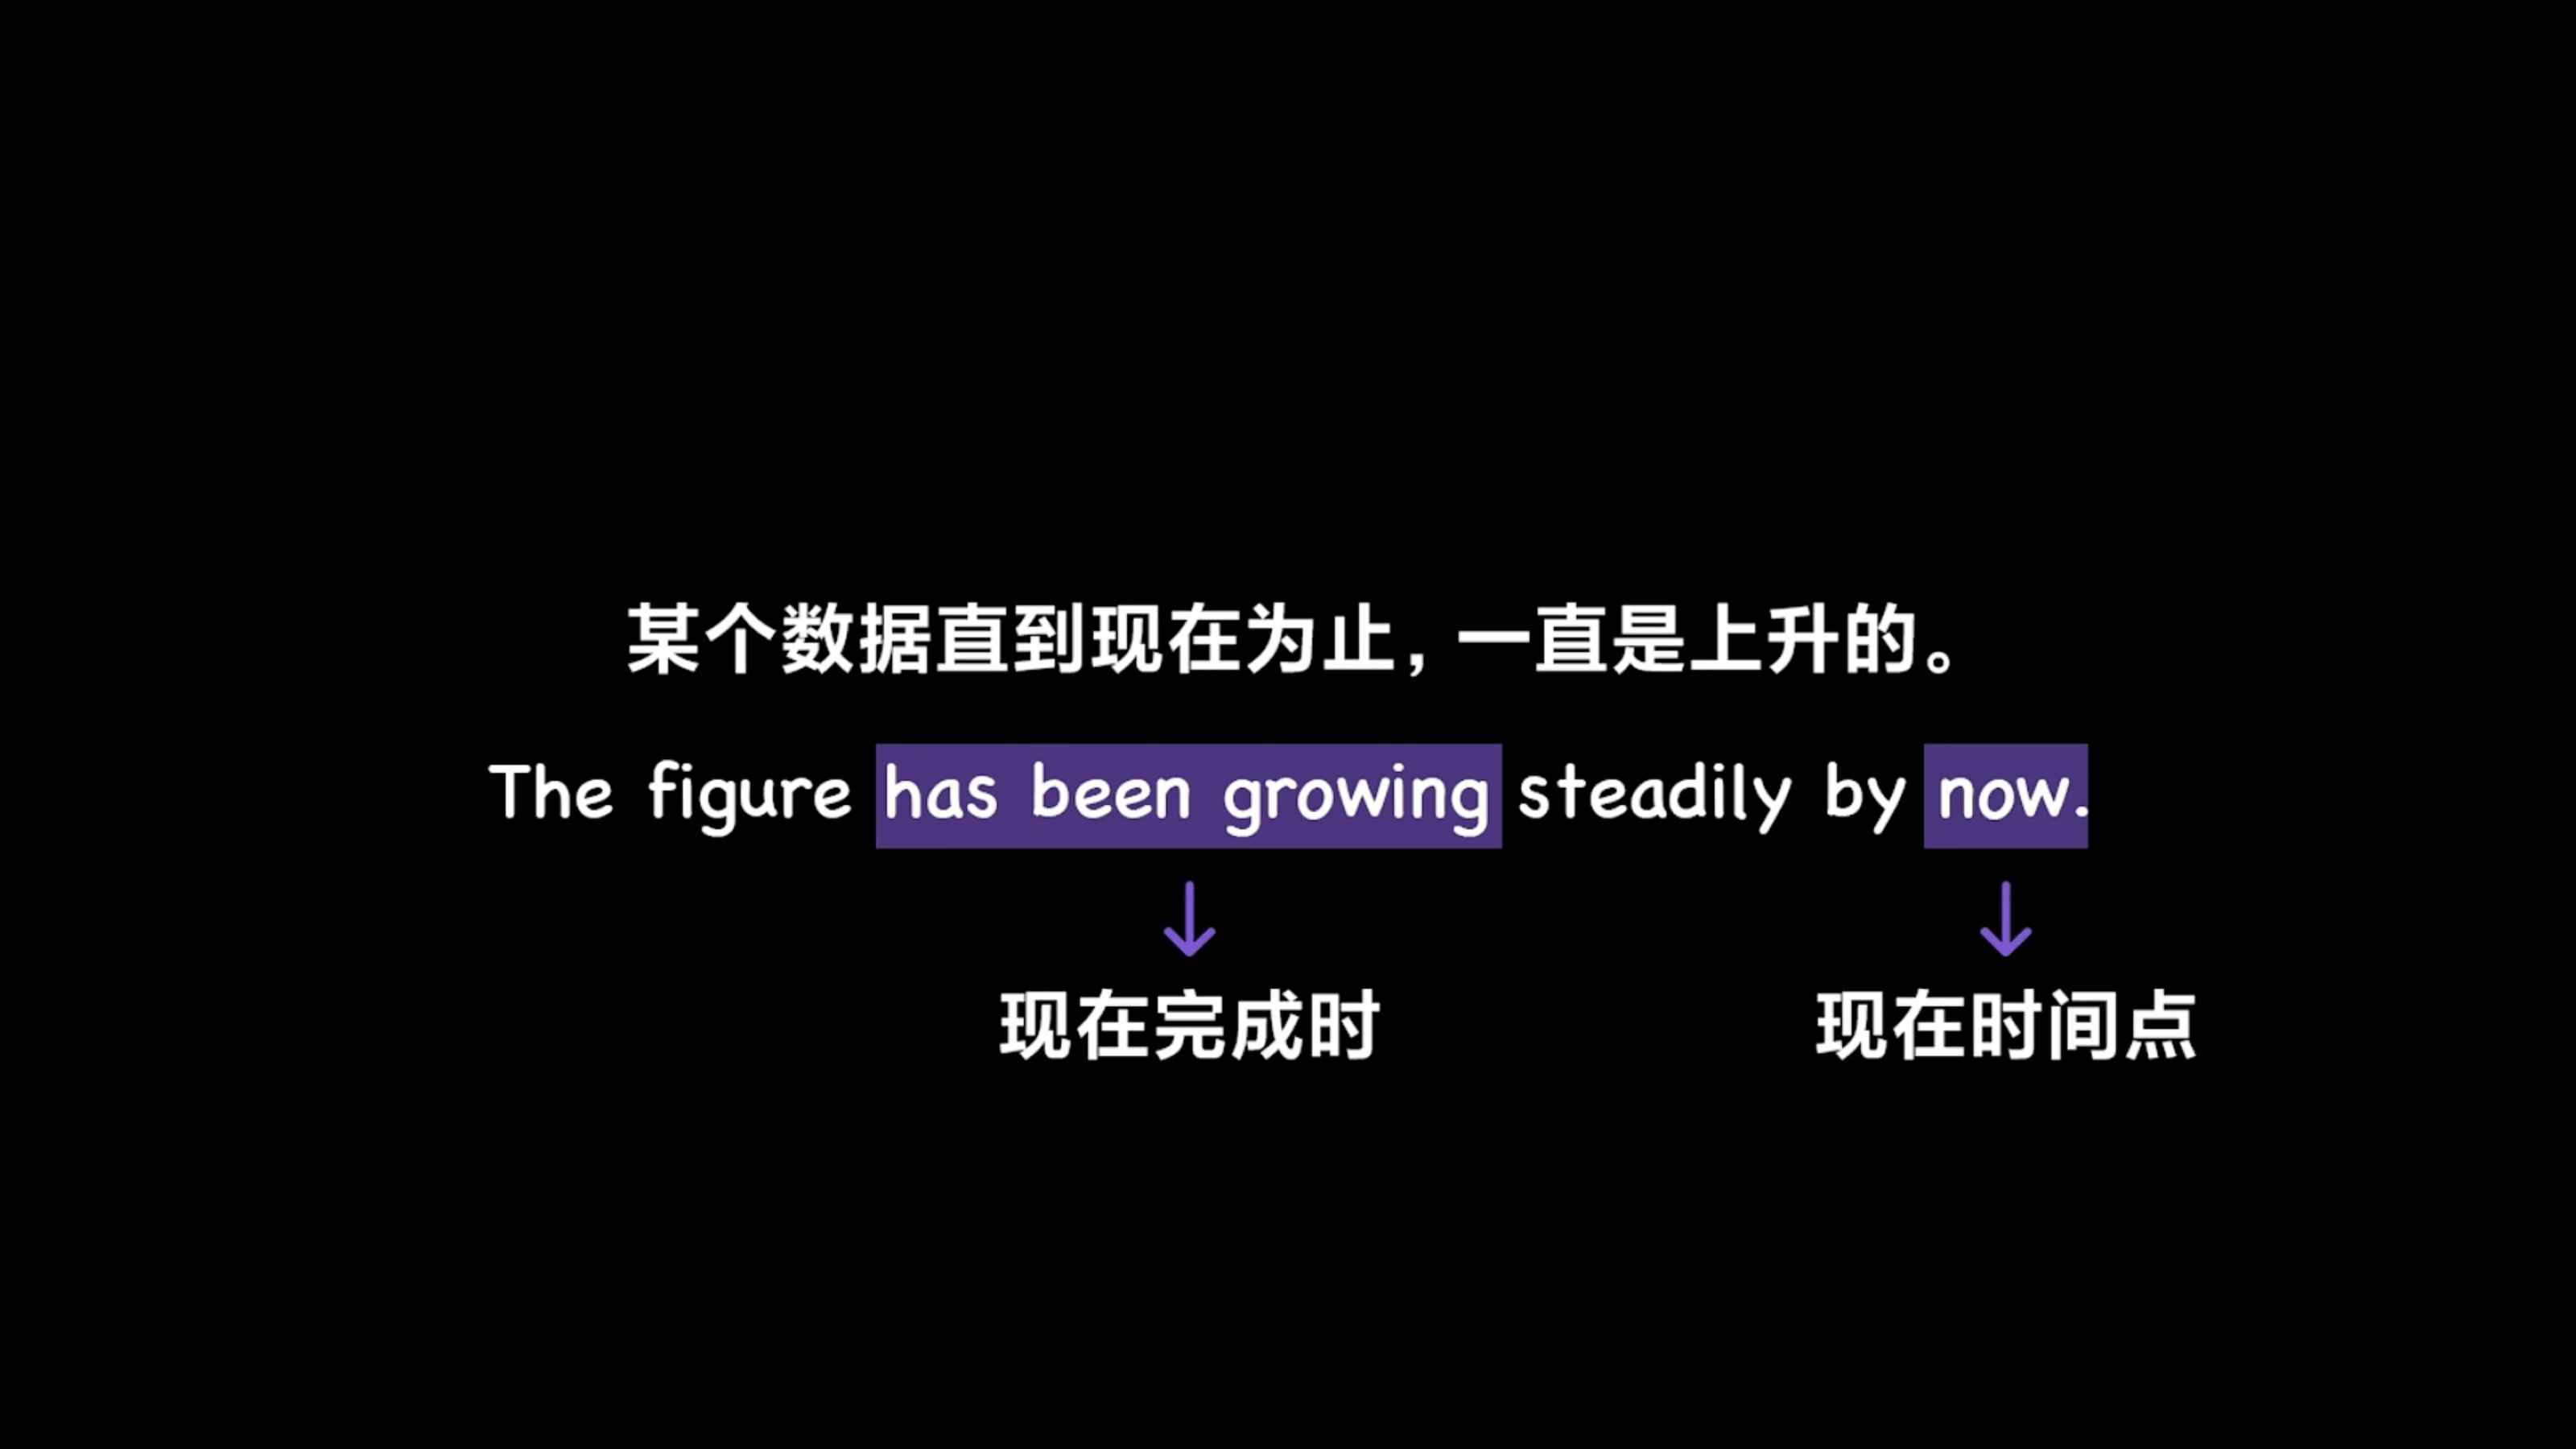 某个数据直到现在为止，一直是上升的。
The figure has been growing steadily by now.
现在完成时 现在时间点